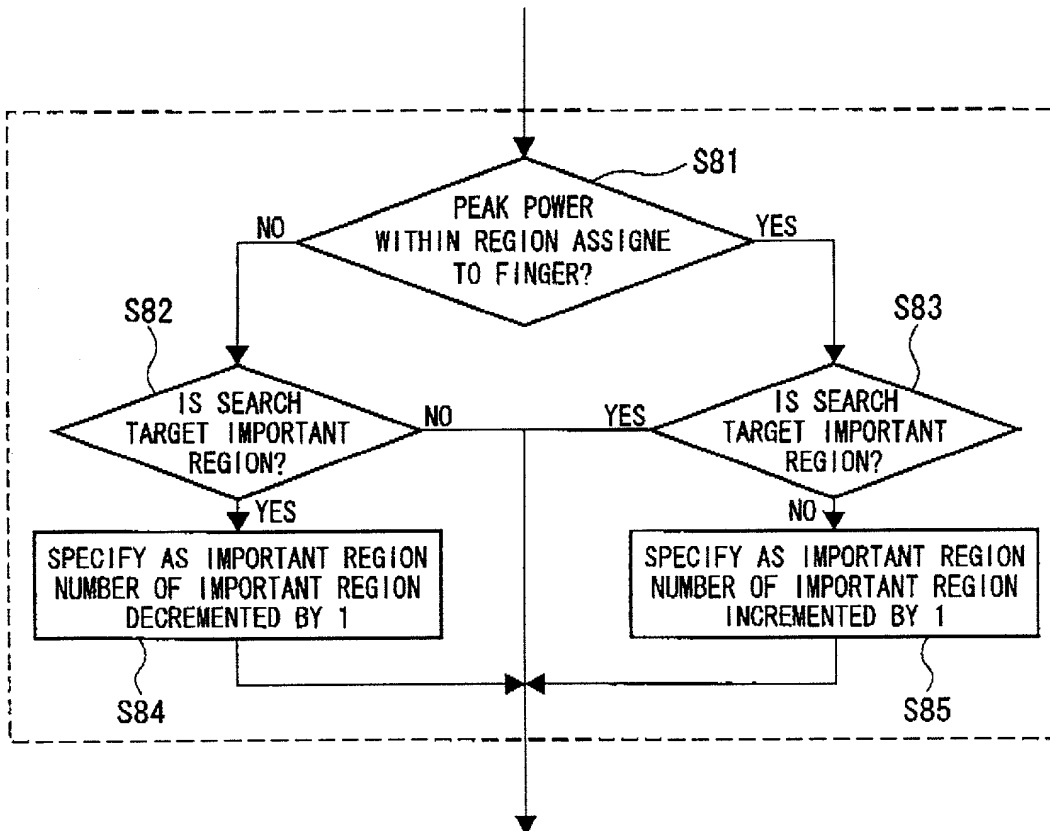 S81
PEAK POWER
WITHIN REGION ASSIGNE
TO FINGER?
NO
YES
S82
S83
IS SEARCH
TARGET IMPORTANT
REGION?
NO
YES
IS SEARCH
TARGET IMPORTANT
REGION?
YES
NO
SPECIFY AS IMPORTANT REGION
NUMBER OF IMPORTANT REGION
DECREMENTED BY 1
SPECIFY AS IMPORTANT REGION
NUMBER OF IMPORTANT REGION
INCREMENTED BY 1
S84
S85